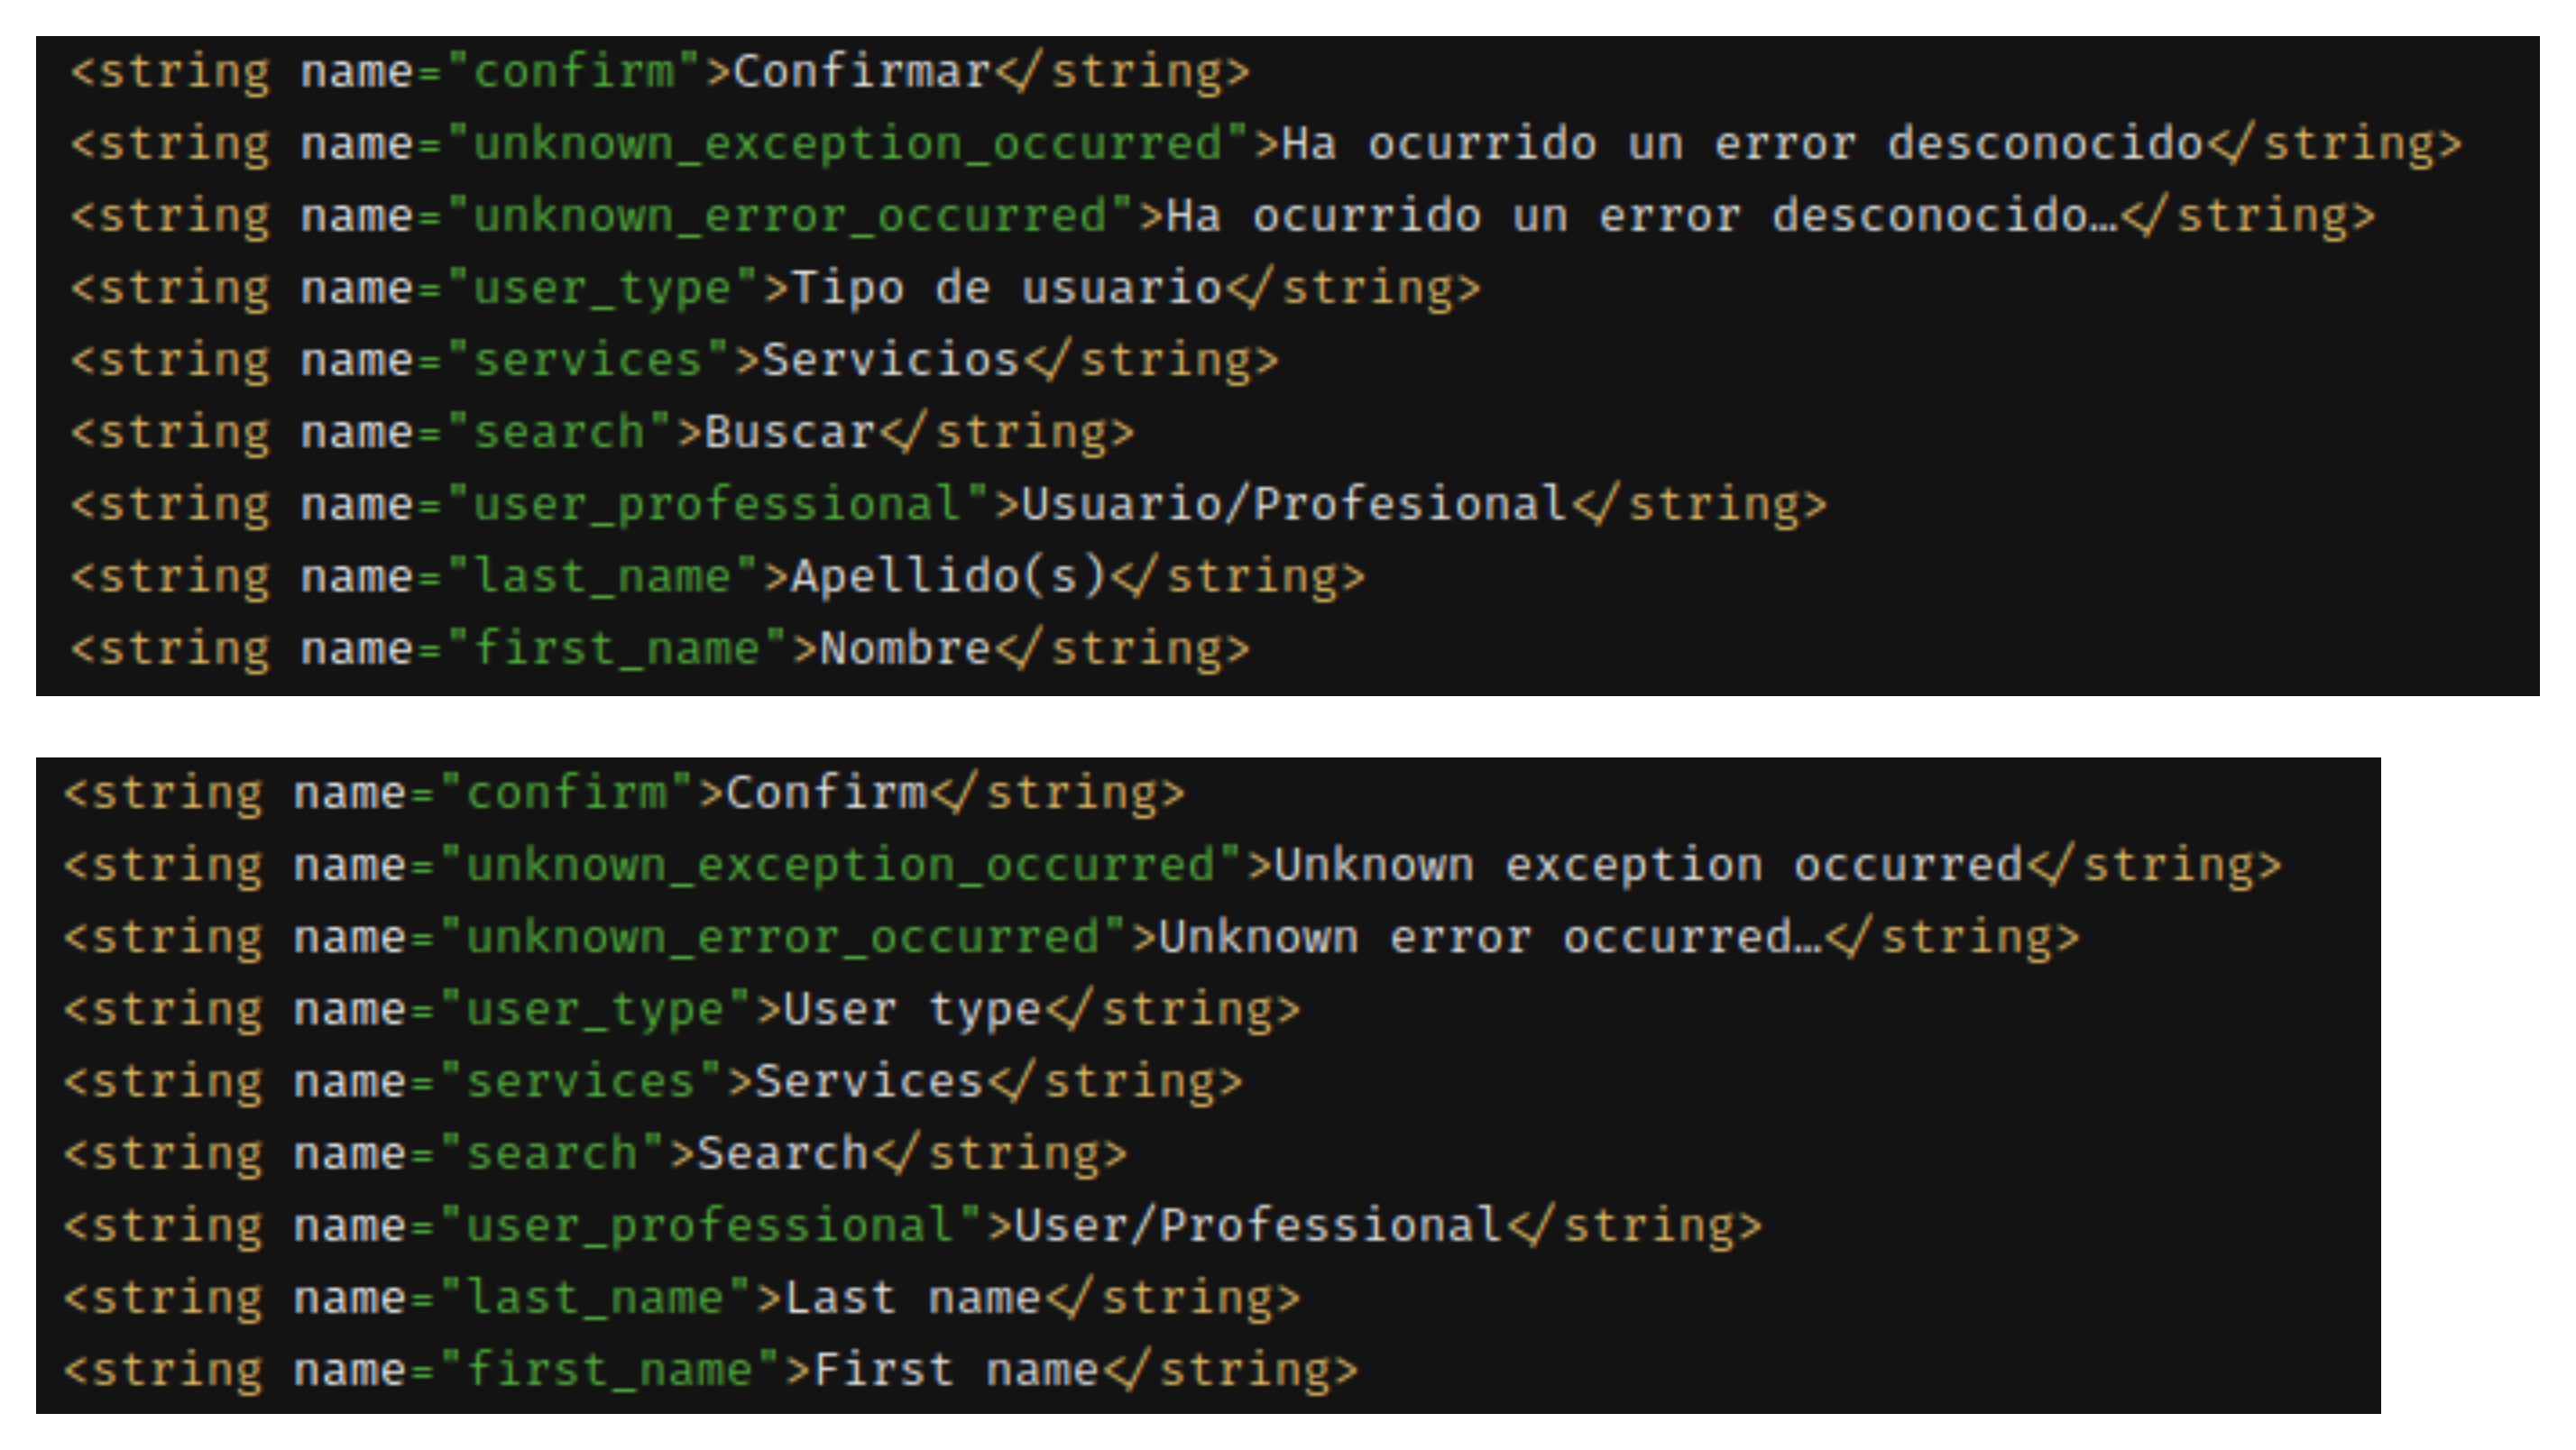 <string name="confirm">Confirmar</string>
<string name="unknown_exception_occurred">Ha ocurrido un error desconocido</string>
<string name="unknown_error_occurred">Ha ocurrido un error desconocido…</string>
<string name="user_type">Tipo de usuario</string>
<string name="services">Servicios</string>
<string name="search">Buscar</string>
<string name="user_professional">Usuario/Profesional</string>
<string name="last_name">Apellido(s)</string>
<string name="first_name">Nombre</string>
<string name="confirm">Confirm</string>
<string name="unknown_exception_occurred">Unknown exception occurred</string>
<string name="unknown_error_occurred">Unknown error occurred…</string>
<string name="user_type">User type</string>
<string name="services">Services</string>
<string name="search">Search</string>
<string name="user_professional">User/Professional</string>
<string name="last_name">Last name</string>
<string name="first_name">First name</string>